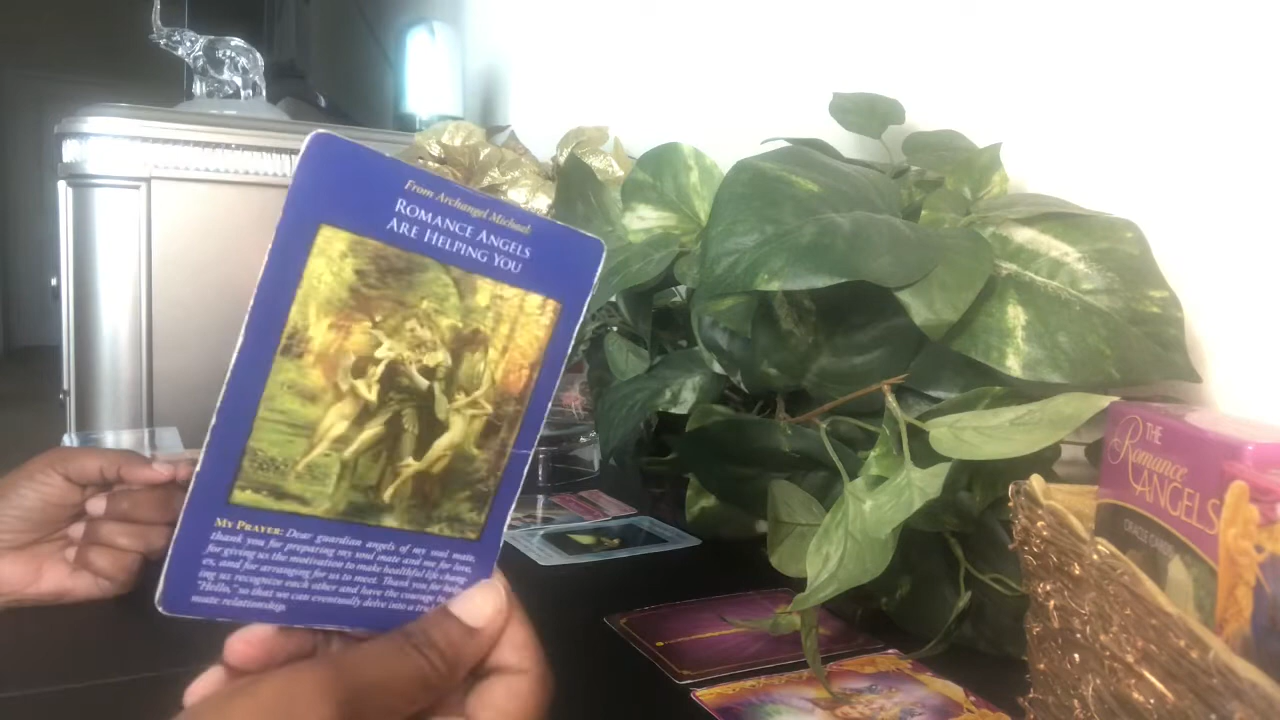 From Archangel Michael
ROMANCE ANGELS
ARE HELPING YOU
MY PRAYER: Dear guardian angels of my soul mate,
thank you for preparing my soul mate and me for love,
for giving us the motivation to make healthful life chang-
es, and for arranging for us to meet. Thank you for help-
ing us recognize each other and have the courage to
"Hello," so that we can eventually delve into a
mate relationship.
THE
Romance
ANGELS
ORACLE CARDS